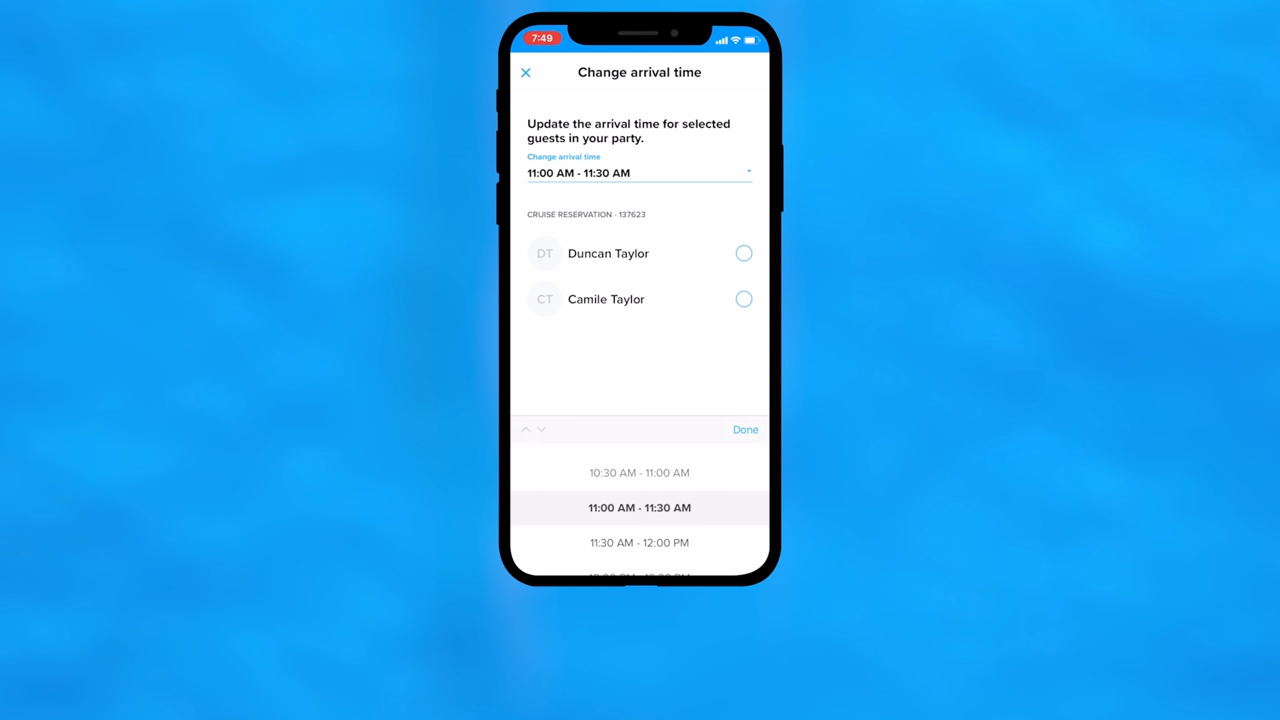 7:49
Change arrival time
Update the arrival time for selected
guests in your party.
Change arrival time
11:00 AM - 11:30 AM
CRUISE RESERVATION - 137623
DT Duncan Taylor
CT Camile Taylor
Done
10:30 AM - 11:00 AM
11:00 AM - 11:30 AM
11:30 AM - 12:00 PM